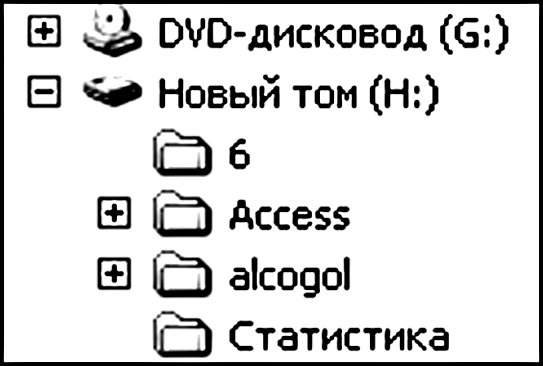 DVD-дисковод (G:)
Новый том (H:)
6
Access
alcogol
Статистика